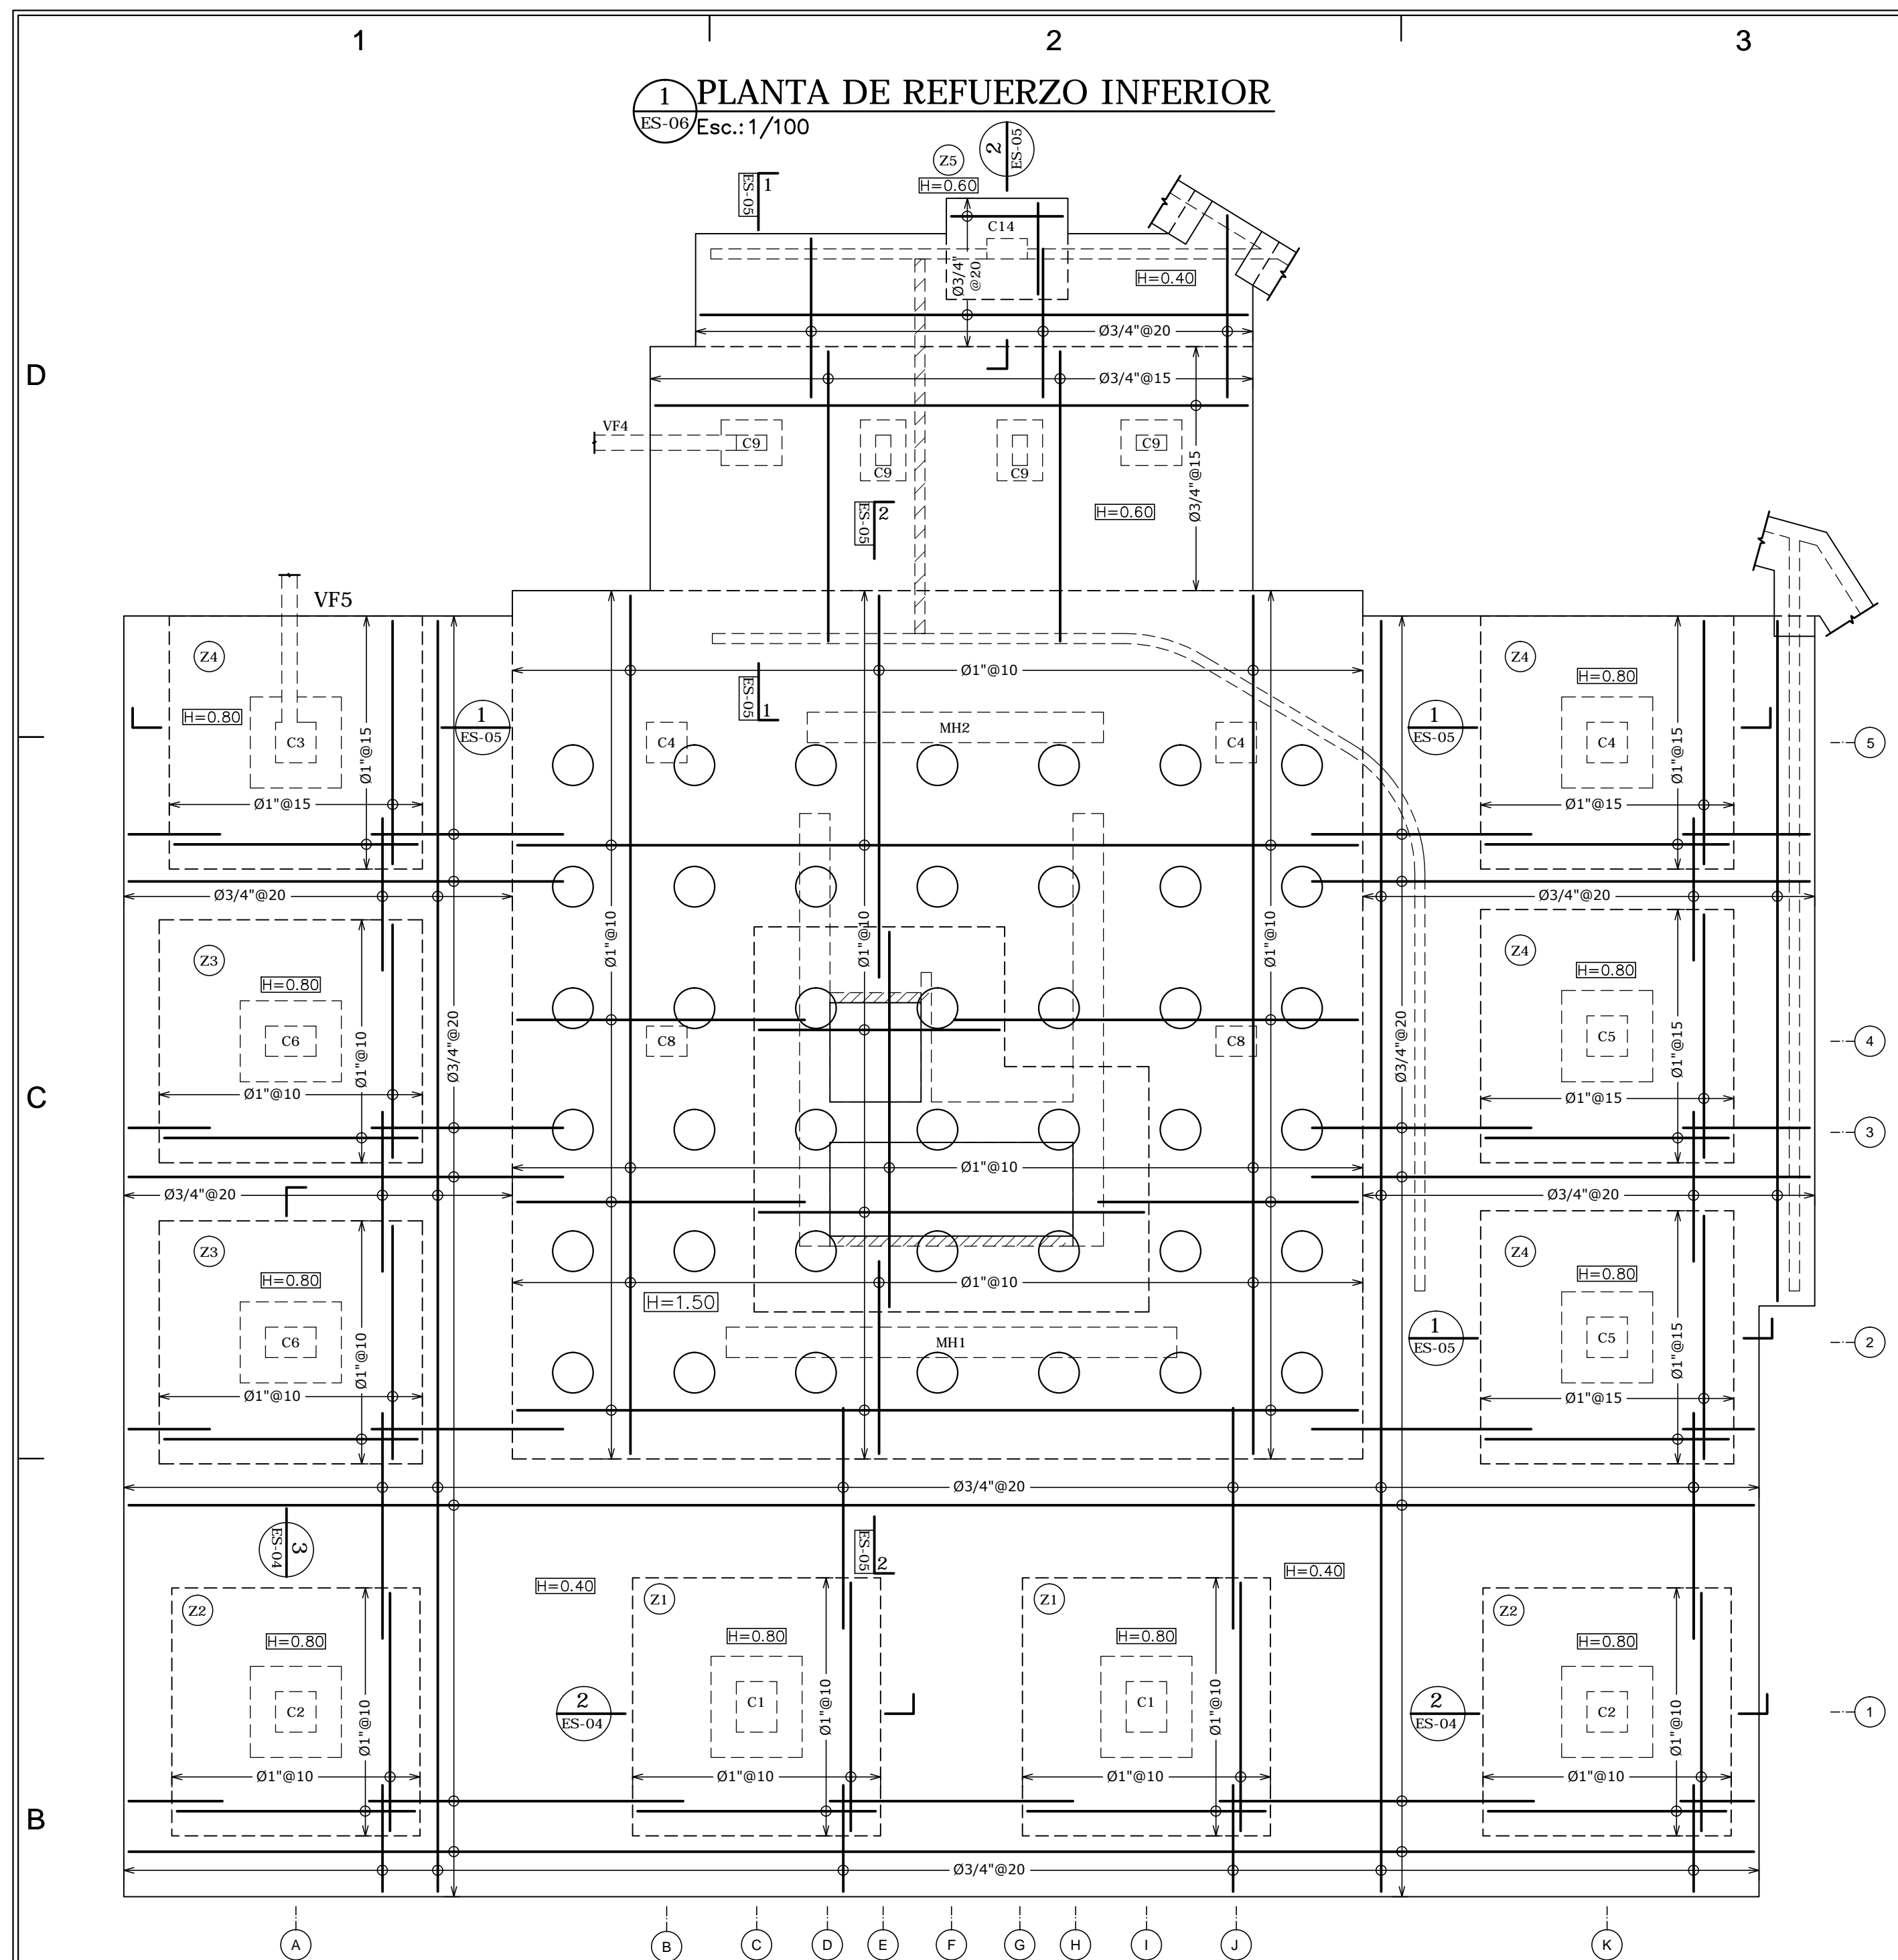 1
2
3
1
ES-06
PLANTA DE REFUERZO INFERIOR
Esc.:1/100
Z5
H=0.60
2
ES-05
ES-05
1
C14
Ø3/4"
@20
H=0.40
Ø3/4"@20
D
Ø3/4"@15
VF4
C9
C9
C9
C9
Ø3/4"@15
ES-05
2
H=0.60
VF5
Z4
H=0.80
C3
Ø1"@15
Ø1"@15
1
ES-05
Ø1"@10
ES-05
1
C4
MH2
C4
1
ES-05
Z4
H=0.80
C4
Ø1"@15
Ø1"@15
5
Ø3/4"@20
Ø3/4"@20
Ø1"@10
Ø1"@10
Ø1"@10
Z3
H=0.80
C6
Ø1"@10
Ø1"@10
Ø3/4"@20
C8
C8
Ø3/4"@20
Z4
H=0.80
C5
Ø1"@15
Ø1"@15
4
C
3
Ø3/4"@20
Ø1"@10
Ø3/4"@20
Z3
H=0.80
C6
Ø1"@10
Ø1"@10
Ø1"@10
H=1.50
MH1
Z4
H=0.80
1
ES-05
C5
Ø1"@15
Ø1"@15
2
Ø3/4"@20
3
ES-04
H=0.40
ES-05
2
H=0.40
Z2
H=0.80
C2
Ø1"@10
Ø1"@10
Z1
H=0.80
2
ES-04
C1
Ø1"@10
Ø1"@10
Z1
H=0.80
C1
Ø1"@10
Ø1"@10
Z2
H=0.80
2
ES-04
C2
Ø1"@10
Ø1"@10
1
B
Ø3/4"@20
A
B
C
D
E
F
G
H
I
J
K